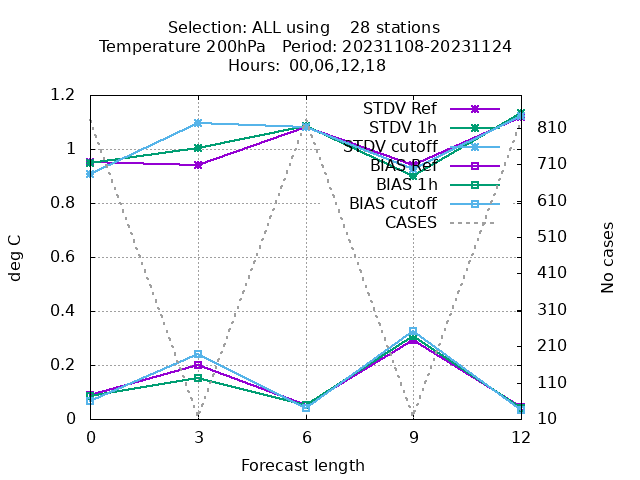 Selection: ALL using    28 stations
Temperature 200hPa   Period: 20231108-20231124
Hours:  00,06,12,18
1.2
1
0.8
0.6
0.4
0.2
0
deg C
STDV Ref
STDV 1h
STDV cutoff
BIAS Ref
BIAS 1h
BIAS cutoff
CASES
810
710
610
510
410
310
210
110
10
No cases
0 3 6 9 12
Forecast length